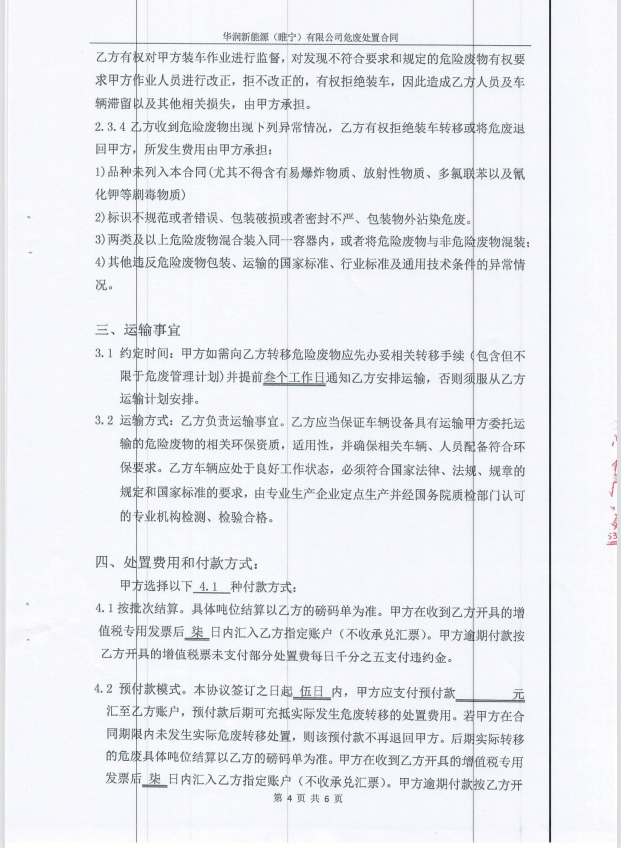 华润新能源（睢宁）有限公司危废处置合同
乙方有权对甲方装车作业进行监督，对发现不符合要求和规定的危险废物有权要
求甲方作业人员进行改正，拒不改正的，有权拒绝装车，因此造成乙方人员及车
辆滞留以及其他相关损失，由甲方承担。
2.3.4 乙方收到危险废物出现下列异常情况，乙方有权拒绝装车转移或将危废退
回甲方，所发生费用由甲方承担：
1)品种未列入本合同(尤其不得含有易爆炸物质、放射性物质、多氯联苯以及氰
化钾等剧毒物质)
2)标识不规范或者错误、包装破损或者密封不严、包装物外沾染危废。
3)两类及以上危险废物混合装入同一容器内，或者将危险废物与非危险废物混装；
4)其他违反危险废物包装、运输的国家标准、行业标准及通用技术条件的异常情
况。
三、运输事宜
3.1 约定时间：甲方如需向乙方转移危险废物应先办妥相关转移手续（包含但不
限于危废管理计划)并提前叁个工作日通知乙方安排运输，否则须服从乙方
运输计划安排。
3.2 运输方式：乙方负责运输事宜。乙方应当保证车辆设备具有运输甲方委托运
输的危险废物的相关环保资质，适用性，并确保相关车辆、人员配备符合环
保要求。乙方车辆应处于良好工作状态，必须符合国家法律、法规、规章的
规定和国家标准的要求，由专业生产企业定点生产并经国务院质检部门认可
的专业机构检测、检验合格。
四、处置费用和付款方式：
甲方选择以下 4.1 种付款方式：
4.1 按批次结算。具体吨位结算以乙方的磅码单为准。甲方在收到乙方开具的增
值税专用发票后 柒 日内汇入乙方指定账户（不收承兑汇票）。甲方逾期付款按
乙方开具的增值税票未支付部分处置费每日千分之五支付违约金。
4.2 预付款模式。本协议签订之日起 伍日 内，甲方应支付预付款 元
汇至乙方账户，预付款后期可充抵实际发生危废转移的处置费用。若甲方在合
同期限内未发生实际危废转移处置，则该预付款不再退回甲方。后期实际转移
的危废具体吨位结算以乙方的磅码单为准。甲方在收到乙方开具的增值税专用
发票后 柒 日内汇入乙方指定账户（不收承兑汇票）。甲方逾期付款按乙方开
第 4 页 共 6 页